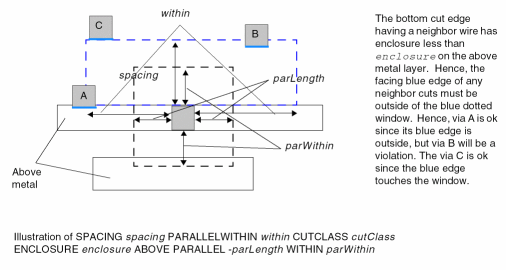 within
C
B
spacing
parLength
A
parWithin
Above
metal
The bottom cut edge
having a neighbor wire has
enclosure less than
enclosure on the above
metal layer. Hence, the
facing blue edge of any
neighbor cuts must be
outside of the blue dotted
window. Hence, via A is ok
since its blue edge is
outside, but via B will be a
violation. The via C is ok
since the blue edge
touches the window.
Illustration of SPACING spacing PARALLELWITHIN within CUTCLASS cutClass
ENCLOSURE enclosure ABOVE PARALLEL -parLength WITHIN parWithin